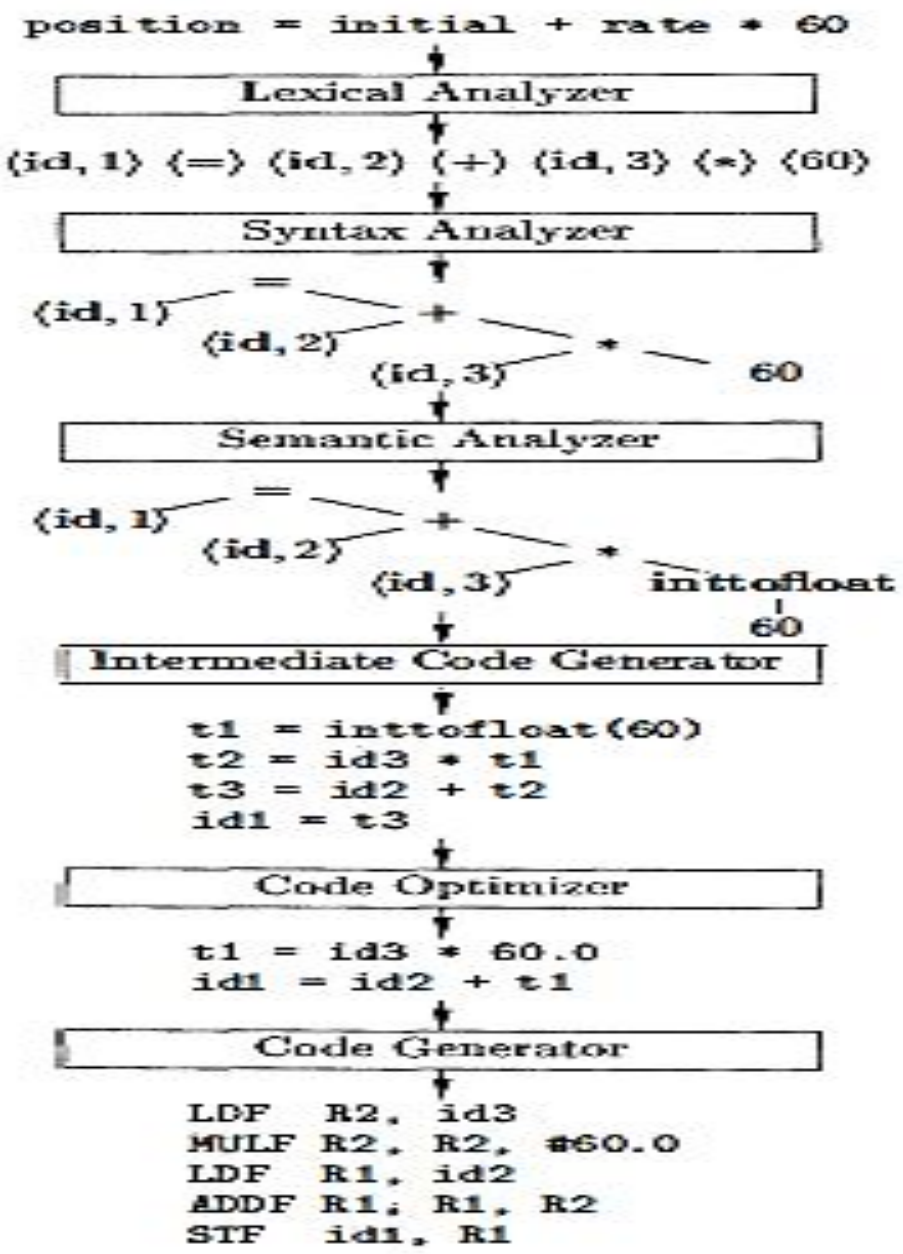 position = initial + rate * 60
Lexical Analyzer
⟨id, 1⟩ ⟨=⟩ ⟨id, 2⟩ ⟨+⟩ ⟨id, 3⟩ ⟨*⟩ ⟨60⟩
Syntax Analyzer
=
⟨id, 1⟩ +
⟨id, 2⟩ *
⟨id, 3⟩ 60
Semantic Analyzer
=
⟨id, 1⟩ +
⟨id, 2⟩ *
⟨id, 3⟩ inttofloat
60
Intermediate Code Generator
t1 = inttofloat(60)
t2 = id3 * t1
t3 = id2 + t2
id1 = t3
Code Optimizer
t1 = id3 * 60.0
id1 = id2 + t1
Code Generator
LDF R2, id3
MULF R2, R2, #60.0
LDF R1, id2
ADDF R1, R1, R2
STF id1, R1